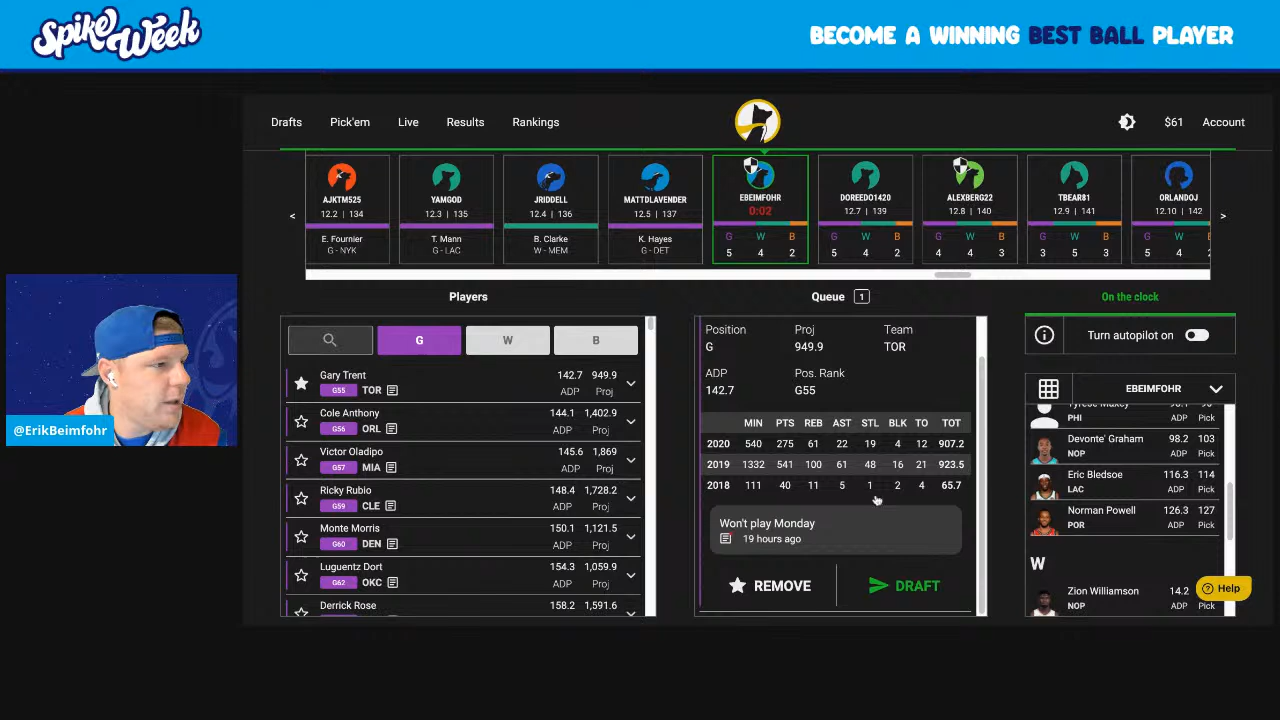 Spike Week
BECOME A WINNING BEST BALL PLAYER
Drafts Pick'em Live Results Rankings $61 Account
AJKTM525 YAMGOD JRIDDELL MATTDLAVENDER EBEIMFOHR DOREEDO1420 ALEXBERG22 TBEAR81 ORLANDOJ
12.2 | 134 12.3 | 135 12.4 | 136 12.5 | 137 0:02 12.7 | 139 12.8 | 140 12.9 | 141 12.10 | 142
< E. Fournier T. Mann B. Clarke K. Hayes G W B G W B G W B G W B G W >
G - NYK G - LAC W - MEM G - DET 5 4 2 5 4 2 4 4 3 3 5 3 5 4
Players Queue 1 On the clock
G W B
Position Proj Team
G 949.9 TOR
ADP Pos. Rank
142.7 G55
Turn autopilot on
EBEIMFOHR
Gary Trent 142.7 949.9
G55 TOR ADP Proj
Cole Anthony 144.1 1,402.9
G56 ORL ADP Proj
Victor Oladipo 145.6 1,869
G57 MIA ADP Proj
Ricky Rubio 148.4 1,728.2
G59 CLE ADP Proj
Monte Morris 150.1 1,121.5
G60 DEN ADP Proj
Luguentz Dort 154.3 1,059.9
G62 OKC ADP Proj
Derrick Rose 158.2 1,591.6
MIN PTS REB AST STL BLK TO TOT
2020 540 275 61 22 19 4 12 907.2
2019 1332 541 100 61 48 16 21 923.5
2018 111 40 11 5 1 2 4 65.7
Won't play Monday
19 hours ago
REMOVE DRAFT
PHI ADP Pick
Devonte' Graham 98.2 103
NOP ADP Pick
Eric Bledsoe 116.3 114
LAC ADP Pick
Norman Powell 126.3 127
POR ADP Pick
W
Zion Williamson 14.2
NOP ADP Pick
Help
@ErikBeimfohr